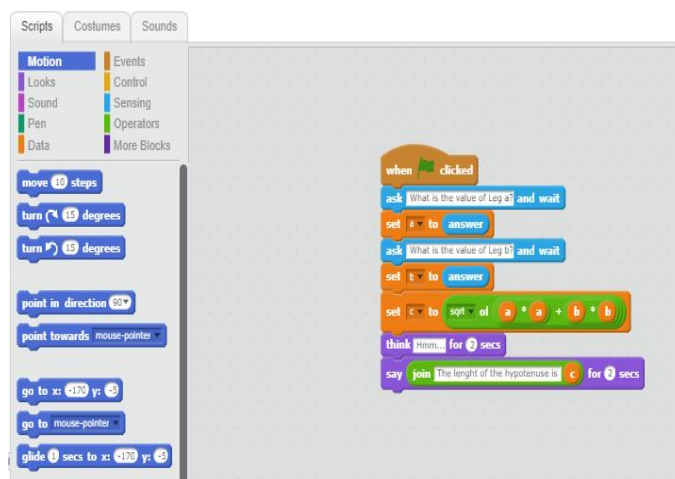 Scripts Costumes Sounds
Motion Events
Looks Control
Sound Sensing
Pen Operators
Data More Blocks
move 10 steps
turn 15 degrees
turn 15 degrees
point in direction 90
point towards mouse-pointer
go to x: -170 y: -5
go to mouse-pointer
glide 1 secs to x: -170 y: -5
when clicked
ask What is the value of Leg a? and wait
set a to answer
ask What is the value of Leg b? and wait
set b to answer
set c to sqrt of a * a + b * b
think Hmm... for 2 secs
say join The lenght of the hypotenuse is c for 2 secs